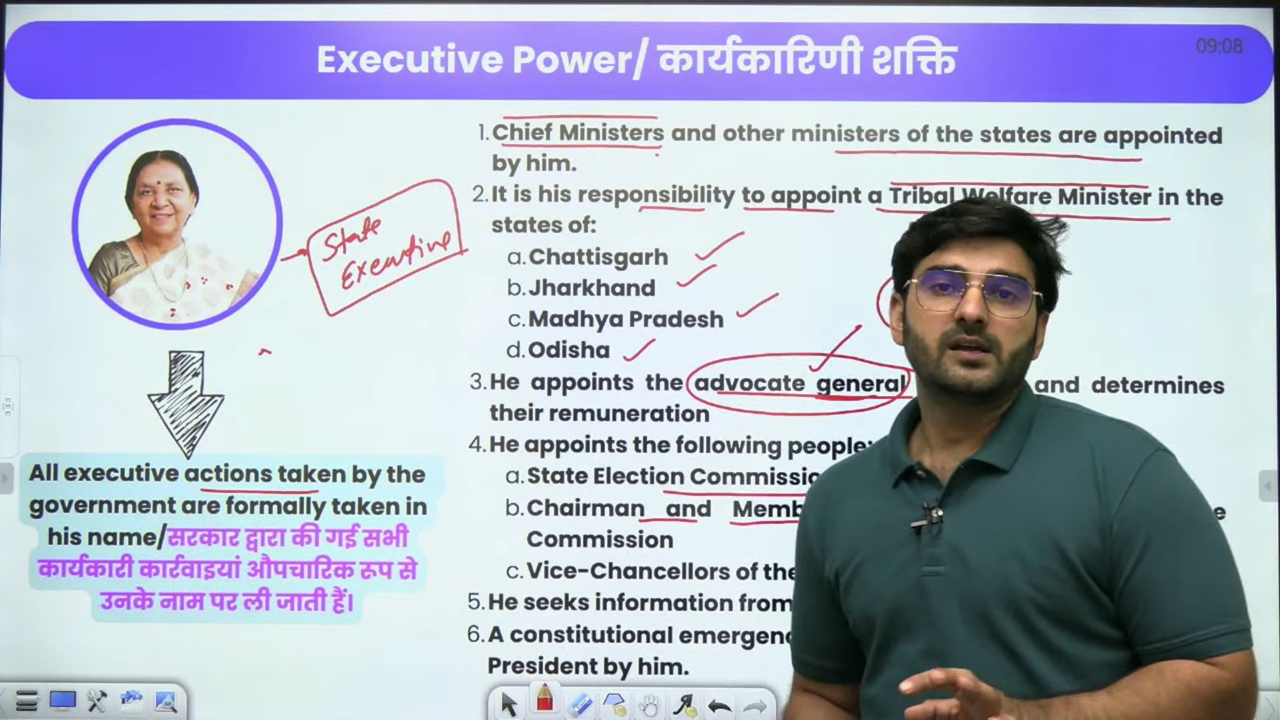 Executive Power/ कार्यकारिणी शक्ति
09:08
1. Chief Ministers and other ministers of the states are appointed
by him.
2. It is his responsibility to appoint a Tribal Welfare Minister in the
states of:
a. Chattisgarh
b. Jharkhand
c. Madhya Pradesh
d. Odisha
3. He appoints the advocate general and determines
their remuneration
4. He appoints the following people:
a. State Election
b. Chairman and
Commission
c. Vice-Chancellors of the
5. He seeks information from
6. A constitutional
President by him.
State
Executive
All executive actions taken by the
government are formally taken in
his name/सरकार द्वारा की गई सभी
कार्यकारी कार्रवाइयां औपचारिक रूप से
उनके नाम पर ली जाती हैं।